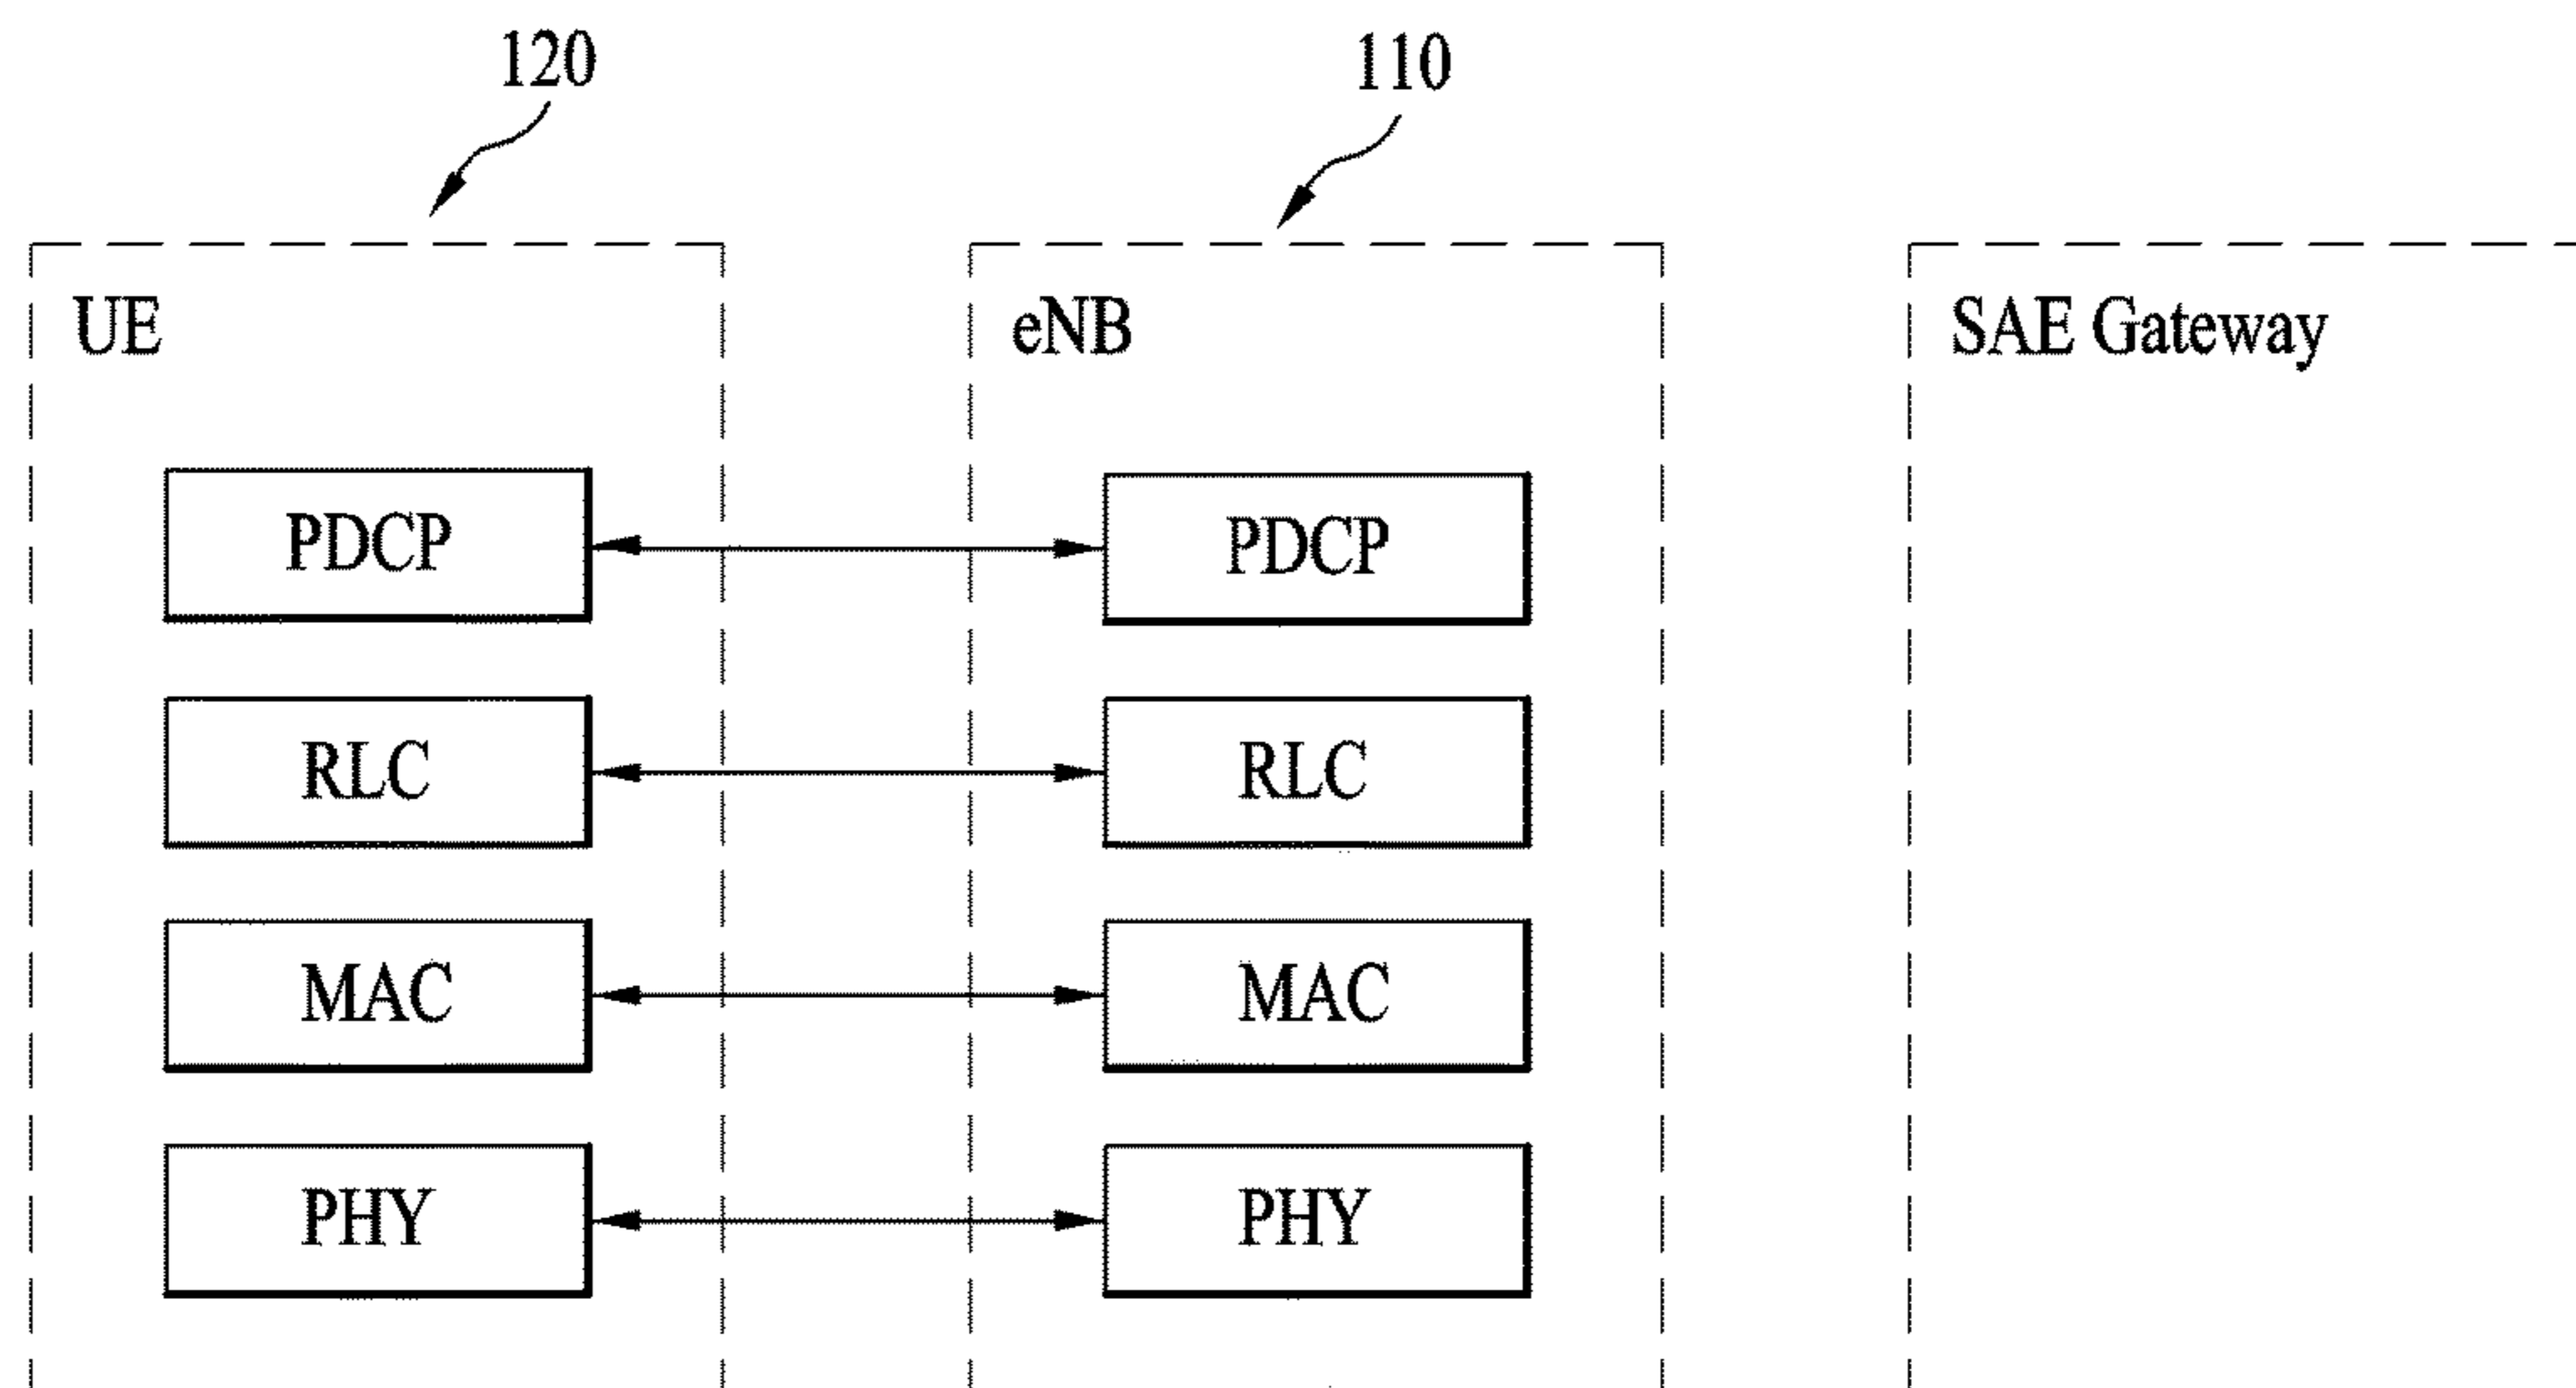 120 110
UE eNB SAE Gateway
PDCP PDCP
RLC RLC
MAC MAC
PHY PHY